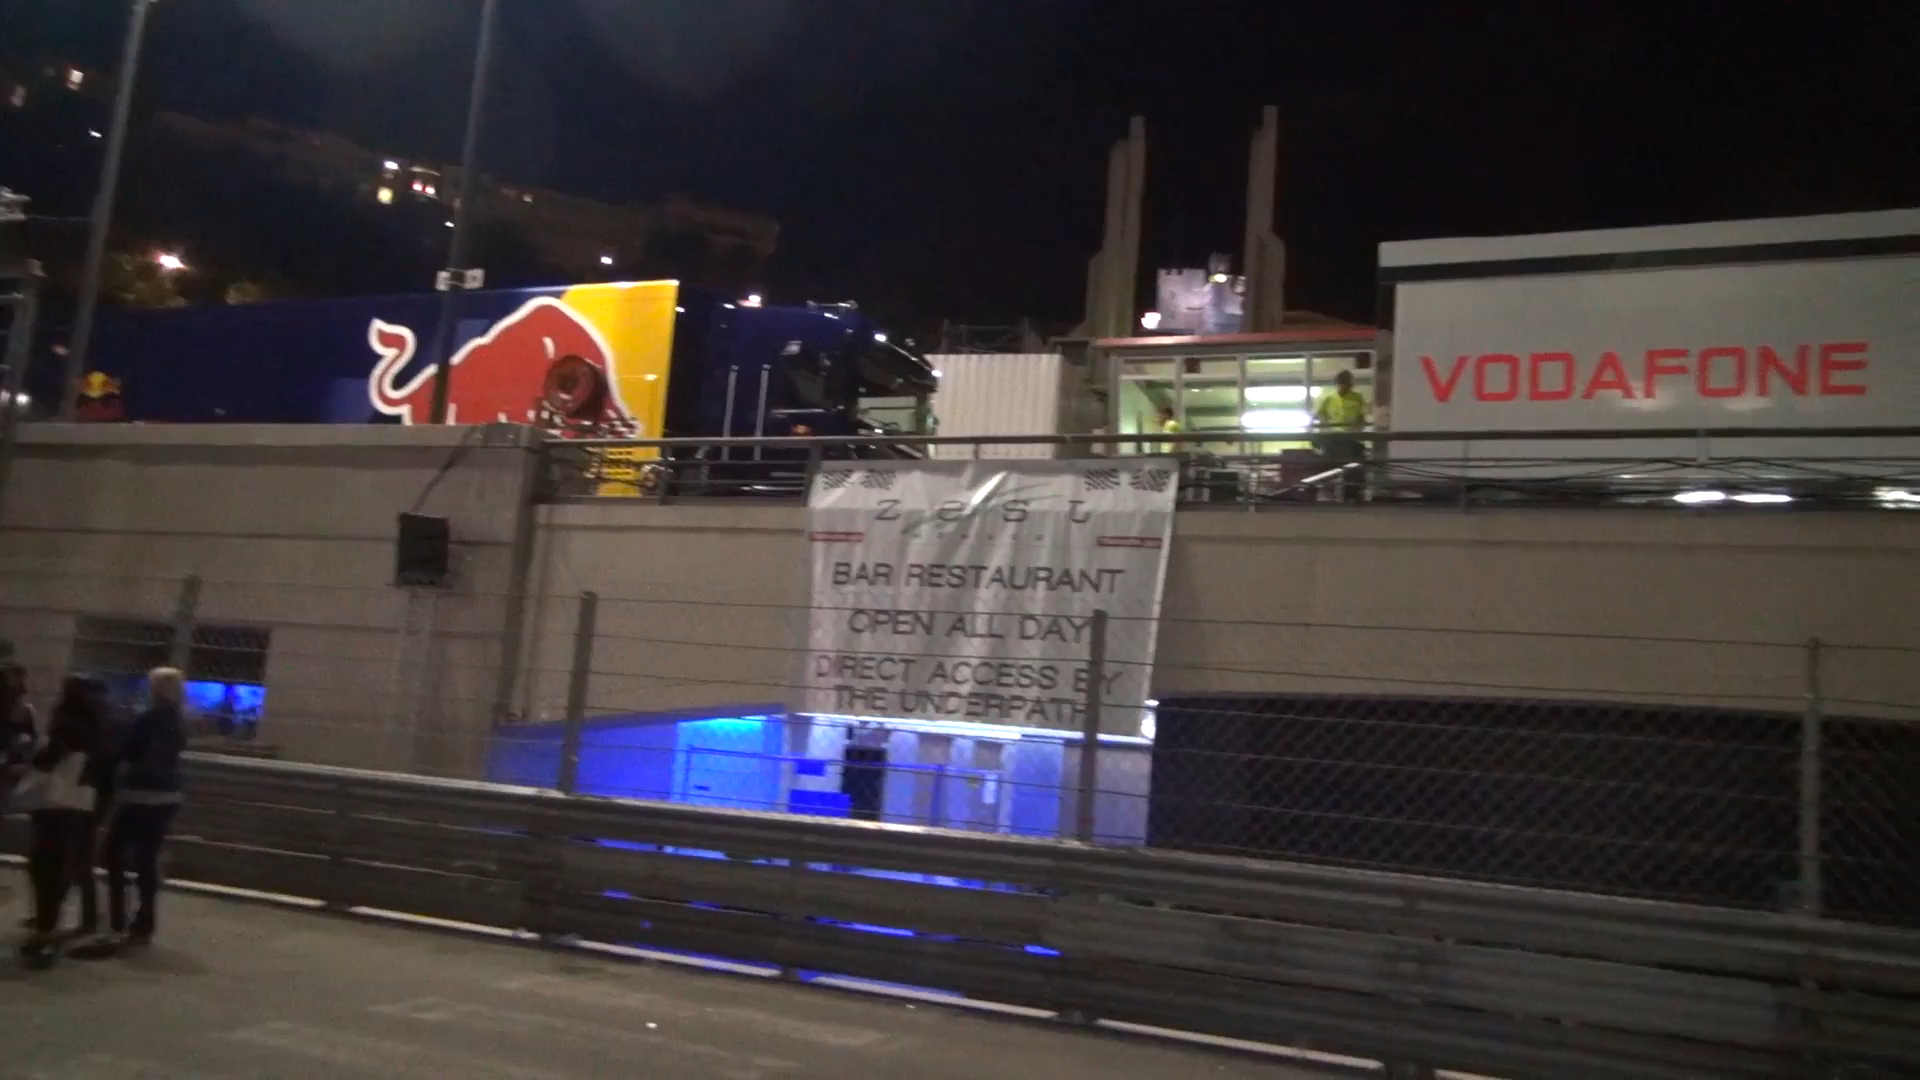 VODAFONE
zest
BAR RESTAURANT
OPEN ALL DAY
DIRECT ACCESS BY
THE UNDERPATH